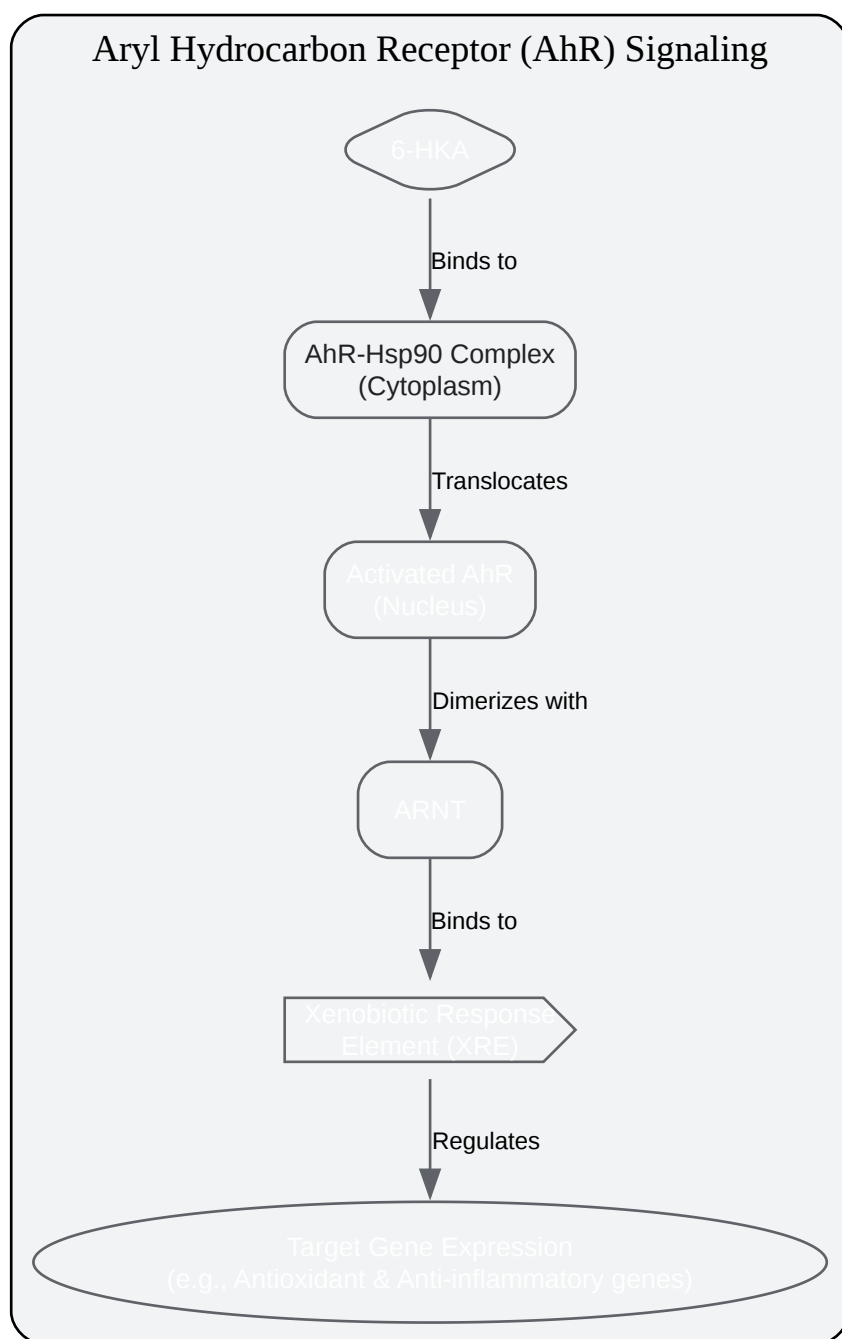 Aryl Hydrocarbon Receptor (AhR) Signaling
6-HKA
Binds to
AhR-Hsp90 Complex
(Cytoplasm)
Translocates
Activated AhR
(Nucleus)
Dimerizes with
ARNT
Binds to
Xenobiotic Response
Element (XRE)
Regulates
Target Gene Expression
(e.g., Antioxidant & Anti-inflammatory genes)